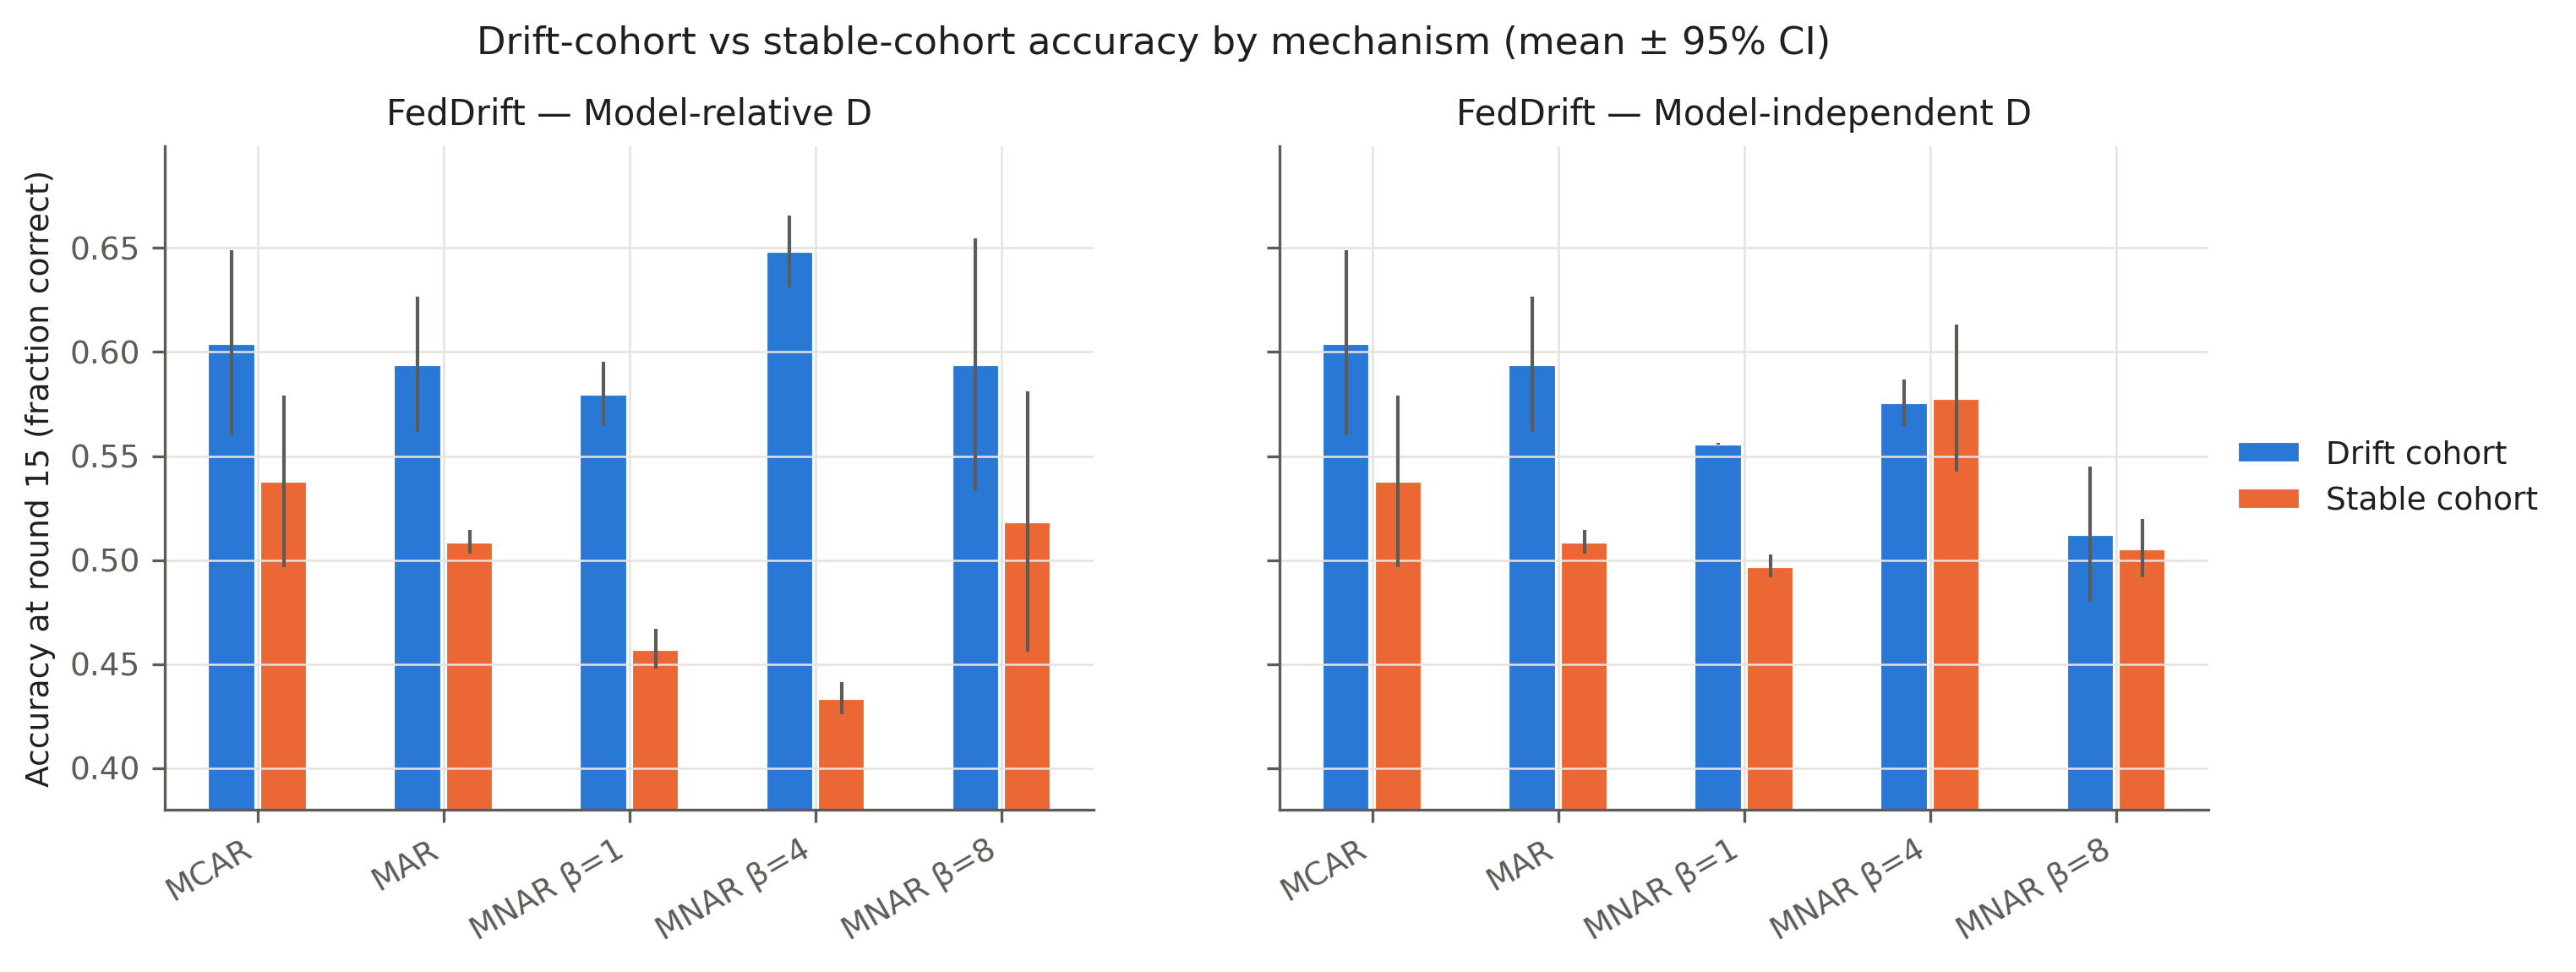 Drift-cohort vs stable-cohort accuracy by mechanism (mean ± 95% CI)
FedDrift — Model-relative D
Accuracy at round 15 (fraction correct)
0.65
0.60
0.55
0.50
0.45
0.40
MCAR
MAR
MNAR β=1
MNAR β=4
MNAR β=8
FedDrift — Model-independent D
MCAR
MAR
MNAR β=1
MNAR β=4
MNAR β=8
Drift cohort
Stable cohort